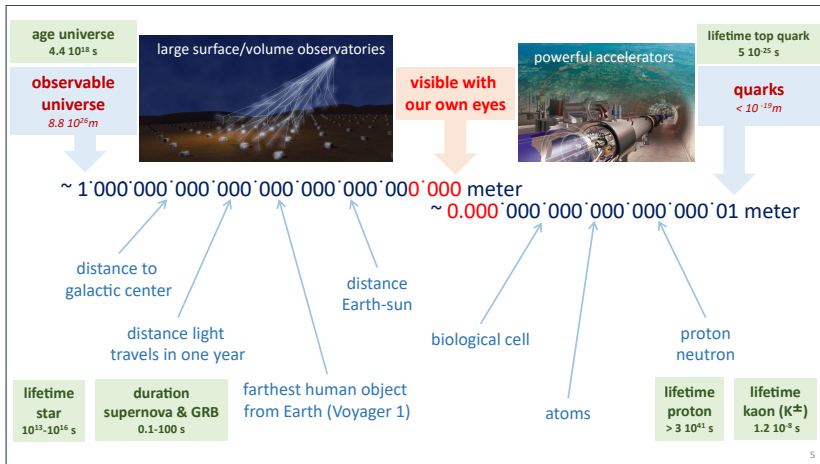 age universe
4.4 10¹⁸ s
observable
universe
8.8 10²⁶m
large surface/volume observatories
visible with
our own eyes
powerful accelerators
lifetime top quark
5 10⁻²⁵ s
quarks
< 10 ⁻¹⁹m
~ 1˙000˙000˙000˙000˙000˙000˙000˙000˙000 meter
~ 0.000˙000˙000˙000˙000˙000˙01 meter
distance to
galactic center
distance
Earth-sun
distance light
travels in one year
biological cell
proton
neutron
farthest human object
from Earth (Voyager 1)
atoms
lifetime
star
10¹³-10¹⁶ s
duration
supernova & GRB
0.1-100 s
lifetime
proton
> 3 10⁴¹ s
lifetime
kaon (K±)
1.2 10⁻⁸ s
5